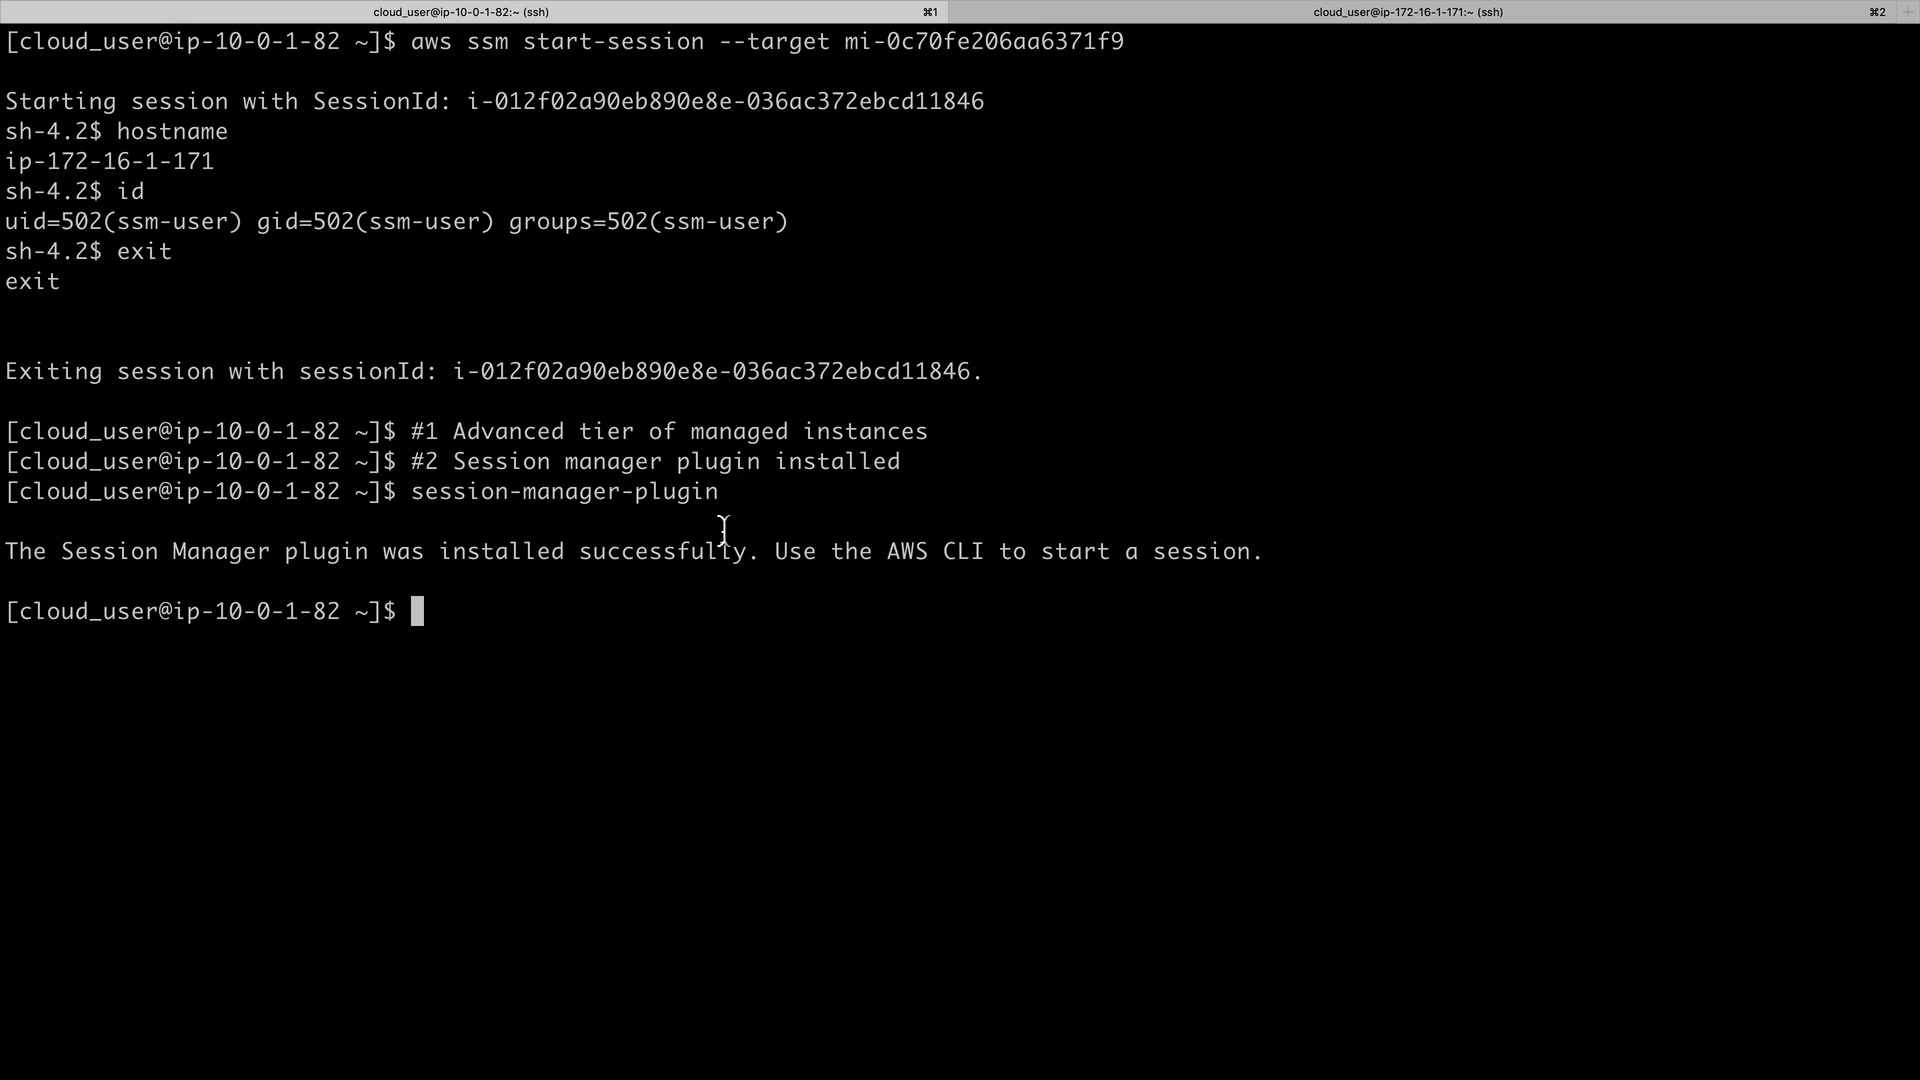 cloud_user@ip-10-0-1-82:~ (ssh) ⌘1 cloud_user@ip-172-16-1-171:~ (ssh) ⌘2 +
[cloud_user@ip-10-0-1-82 ~]$ aws ssm start-session --target mi-0c70fe206aa6371f9
Starting session with SessionId: i-012f02a90eb890e8e-036ac372ebcd11846
sh-4.2$ hostname
ip-172-16-1-171
sh-4.2$ id
uid=502(ssm-user) gid=502(ssm-user) groups=502(ssm-user)
sh-4.2$ exit
exit
Exiting session with sessionId: i-012f02a90eb890e8e-036ac372ebcd11846.
[cloud_user@ip-10-0-1-82 ~]$ #1 Advanced tier of managed instances
[cloud_user@ip-10-0-1-82 ~]$ #2 Session manager plugin installed
[cloud_user@ip-10-0-1-82 ~]$ session-manager-plugin
The Session Manager plugin was installed successfully. Use the AWS CLI to start a session.
[cloud_user@ip-10-0-1-82 ~]$